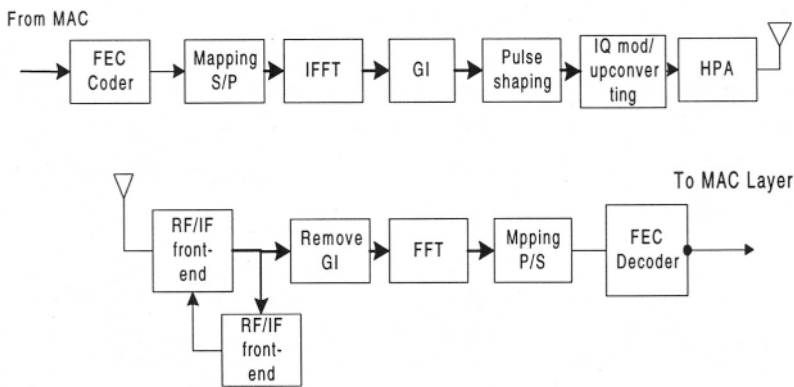 From MAC
FEC
Coder
Mapping
S/P
IFFT
GI
Pulse
shaping
IQ mod/
upconver
ting
HPA
To MAC Layer
RF/IF
front-
end
Remove
GI
FFT
Mpping
P/S
FEC
Decoder
RF/IF
front-
end